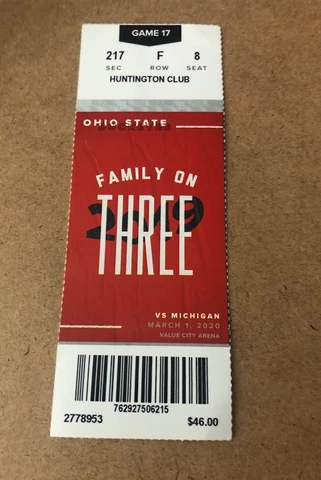 GAME 17
217 F 8
SEC ROW SEAT
HUNTINGTON CLUB
OHIO STATE
BUCKEYES
FAMILY ON
2019
THREE
VS MICHIGAN
MARCH 1, 2020
VALUE CITY ARENA
762927506215
2778953 $46.00